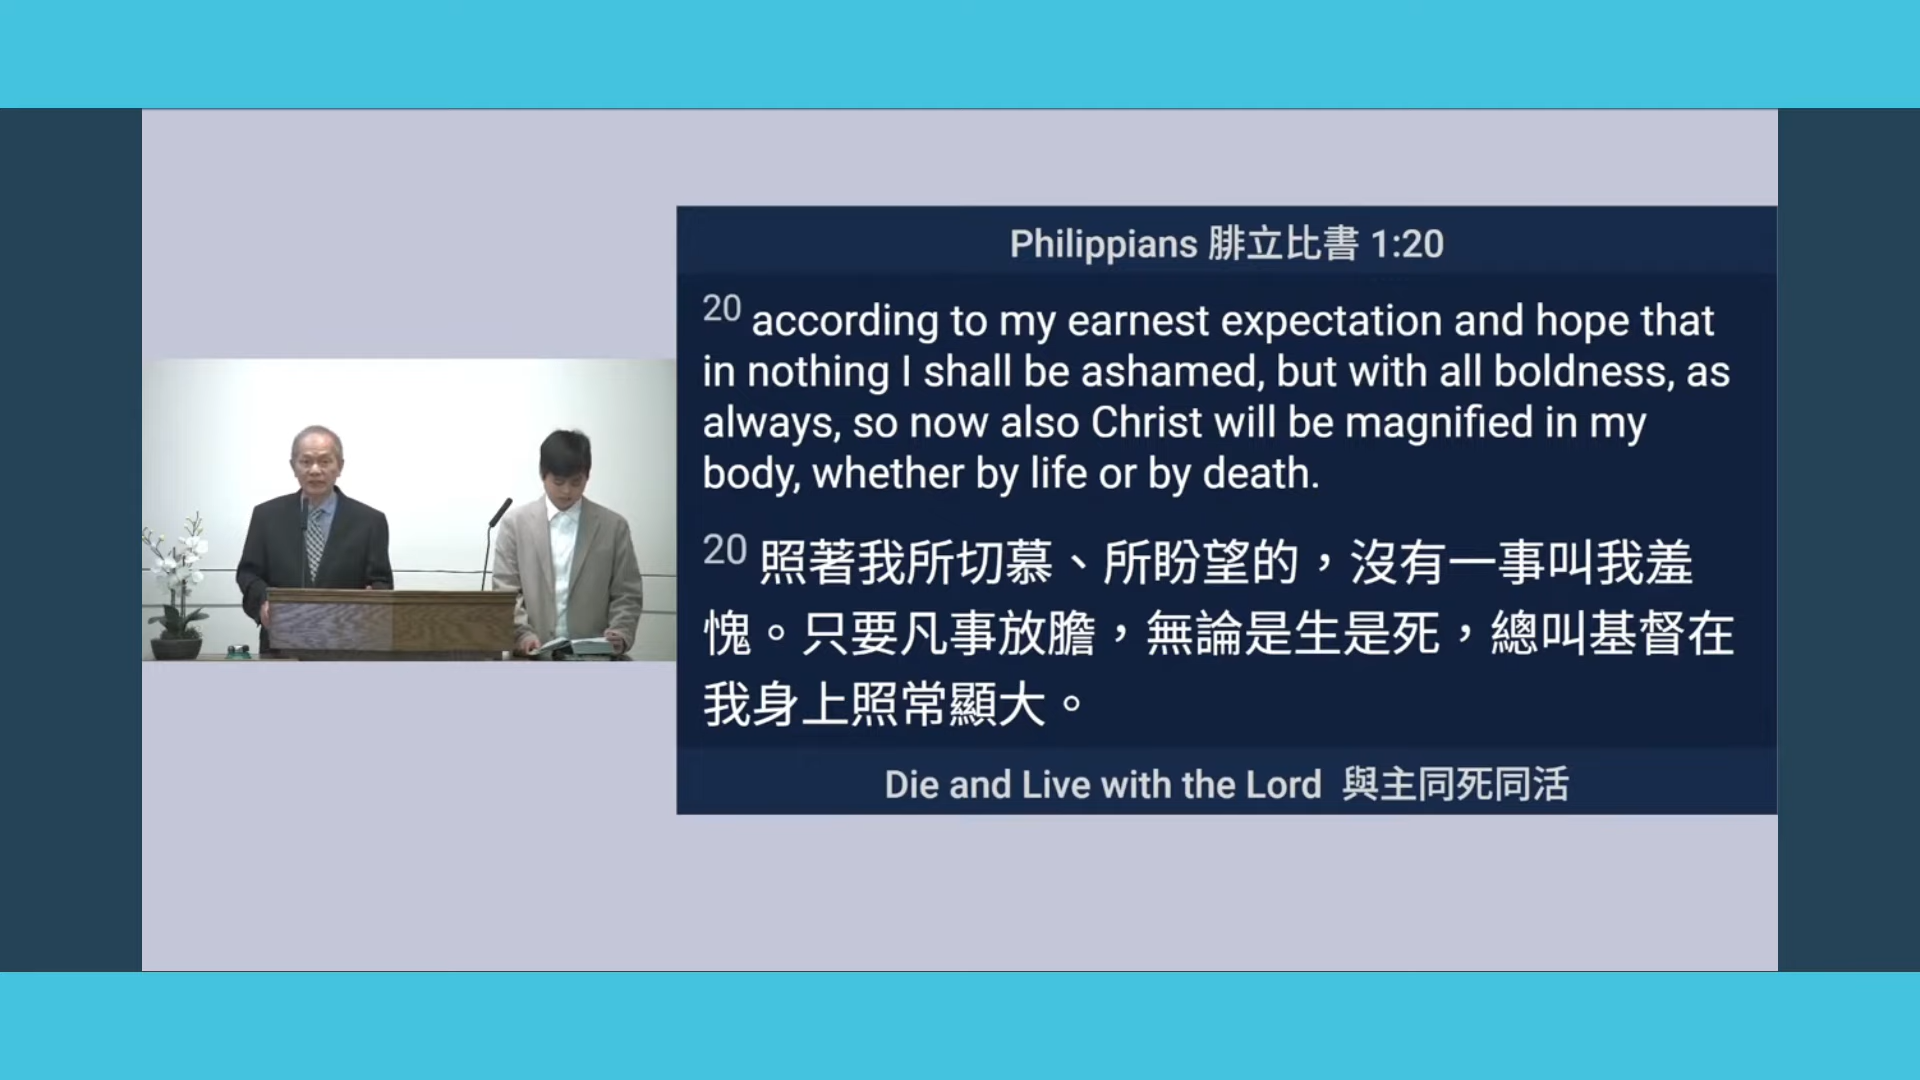 Philippians 腓立比書 1:20
20 according to my earnest expectation and hope that
in nothing I shall be ashamed, but with all boldness, as
always, so now also Christ will be magnified in my
body, whether by life or by death.
20 照著我所切慕、所盼望的，沒有一事叫我羞
愧。只要凡事放膽，無論是生是死，總叫基督在
我身上照常顯大。
Die and Live with the Lord 與主同死同活